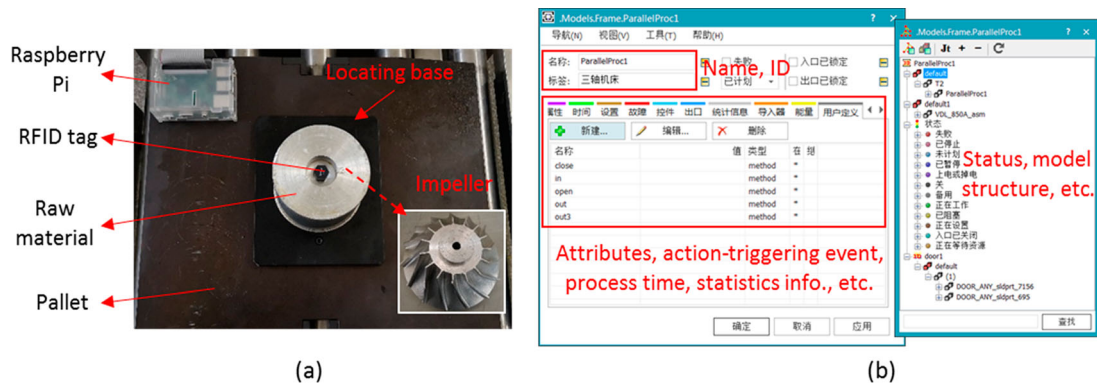 Raspberry
Pi
RFID tag
Raw
material
Pallet
Locating base
Impeller
(a)
.Models.Frame.ParallelProc1
? ×
导航(N) 视图(V) 工具(T) 帮助(H)
名称: ParallelProc1 失败 入口已锁定
标签: 三轴机床 已计划 出口已锁定
Name, ID
属性 时间 设置 故障 控件 出口 统计信息 导入器 能量 用户定义
新建... 编辑... 删除
名称 值 类型 在
close method *
in method *
open method *
out method *
out3 method *
Attributes, action-triggering event,
process time, statistics info., etc.
确定 取消 应用
.Models.Frame.ParallelProc1
? ×
Jt + −
ParallelProc1
default
T2
ParallelProc1
default1
VDL_850A_asm
状态
失败
已停止
未计划
已暂停
上电或掉电
关
备用
正在工作
已阻塞
正在设置
入口已关闭
正在等待资源
Status, model
structure, etc.
door1
default
(1)
DOOR_ANY_sldprt_7156
DOOR_ANY_sldprt_695
查找
(b)